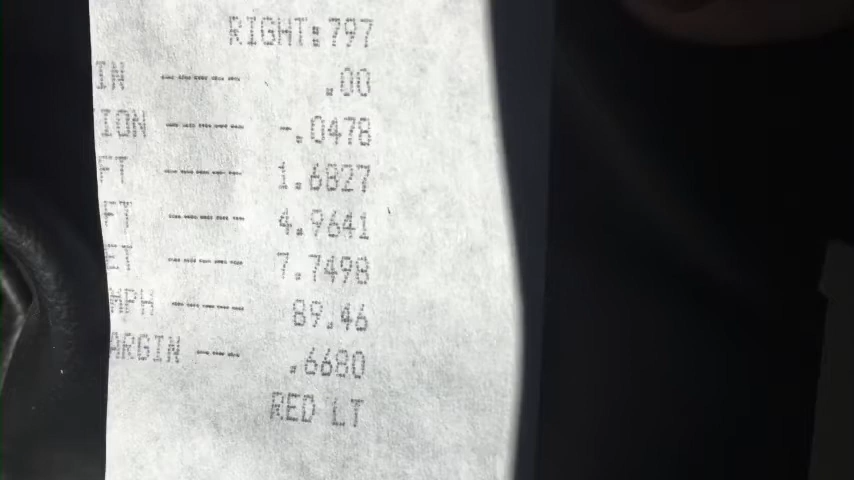 RIGHT:797
IN ----- .00
ION ----- -.0478
FT ----- 1.6827
FT ----- 4.9641
ET ----- 7.7498
MPH ----- 89.46
ARGIN --- .6680
RED LT